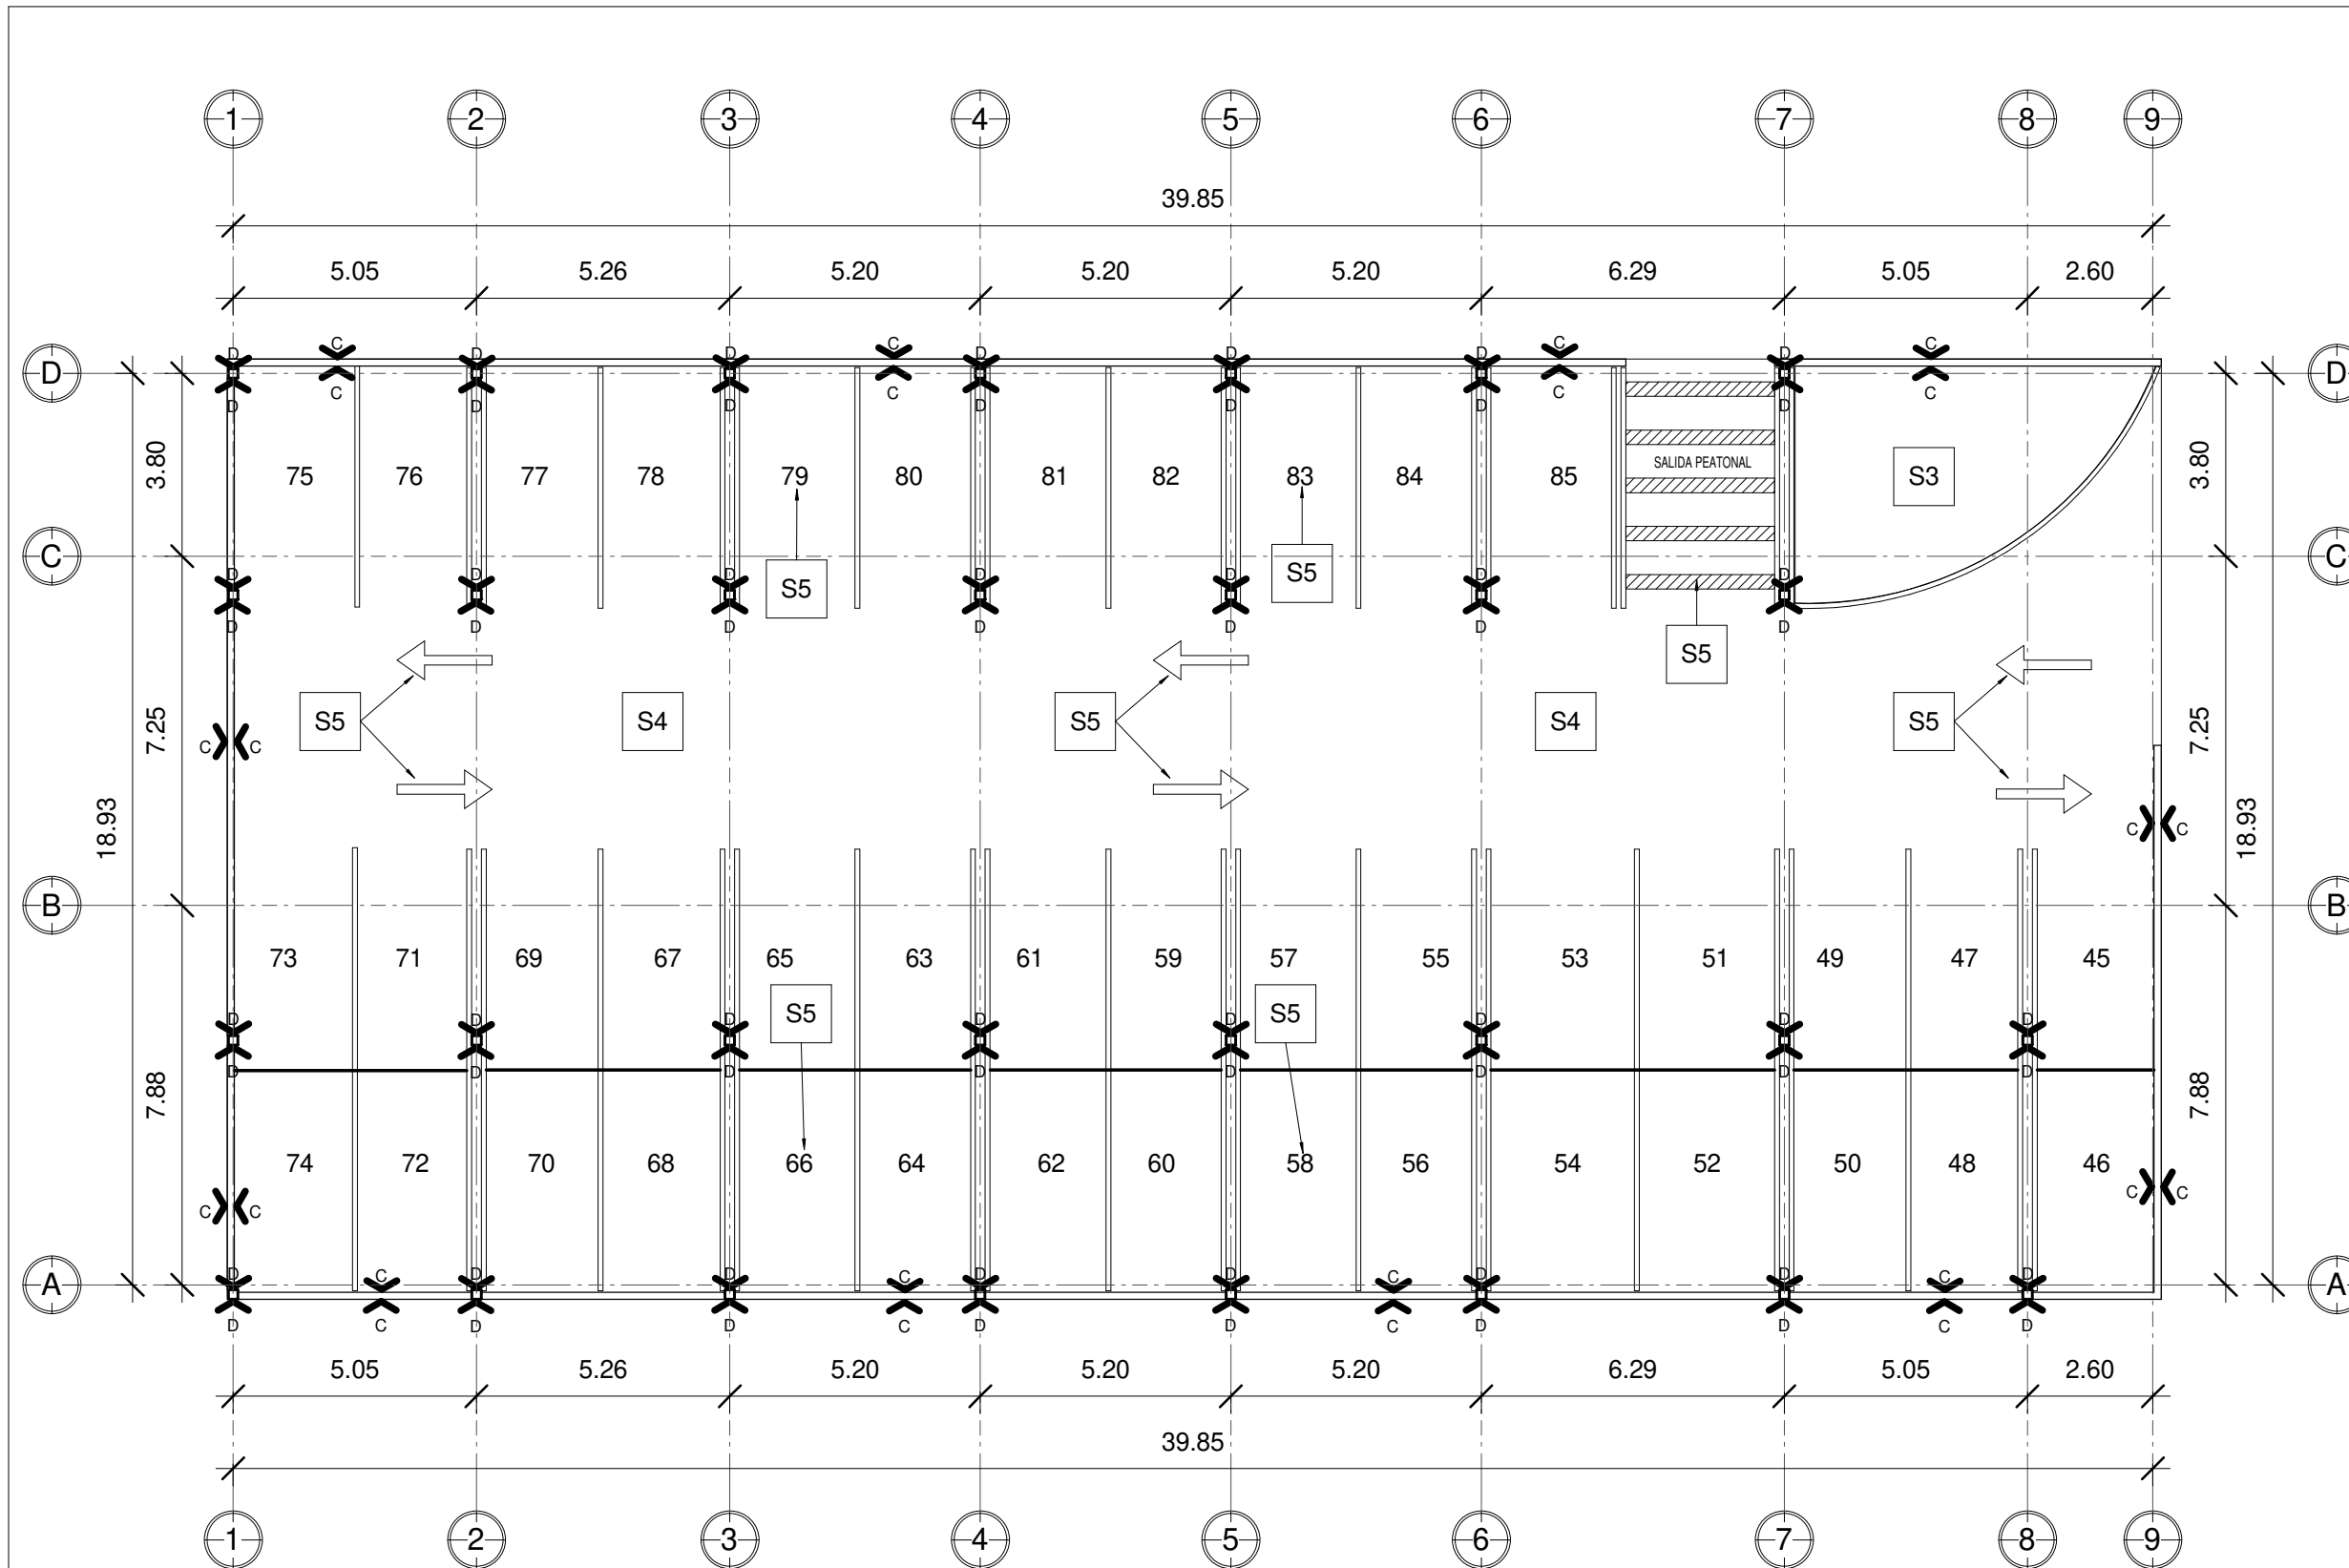 1 2 3 4 5 6 7 8 9
39.85
5.05 5.26 5.20 5.20 5.20 6.29 5.05 2.60
C C C C
D D D D D D D
D D
C C C C
D D D D D D D
3.80 75 76 77 78 79 80 81 82 83 84 85 SALIDA PEATONAL S3 3.80
C C
D D D D D D D
S5 S5
D D D D D D D
S5
7.25 S5 S4 S5 S4 S5 7.25
C C
18.93 18.93
C C
B B
73 71 69 67 65 63 61 59 57 55 53 51 49 47 45
S5 S5
D D D D D D D D
D D D D D D D D
7.88 7.88
74 72 70 68 66 64 62 60 58 56 54 52 50 48 46
C C
C C
C C C C
D D D D D D D D
A A
D D D D D D D D
C C C C
5.05 5.26 5.20 5.20 5.20 6.29 5.05 2.60
39.85
1 2 3 4 5 6 7 8 9